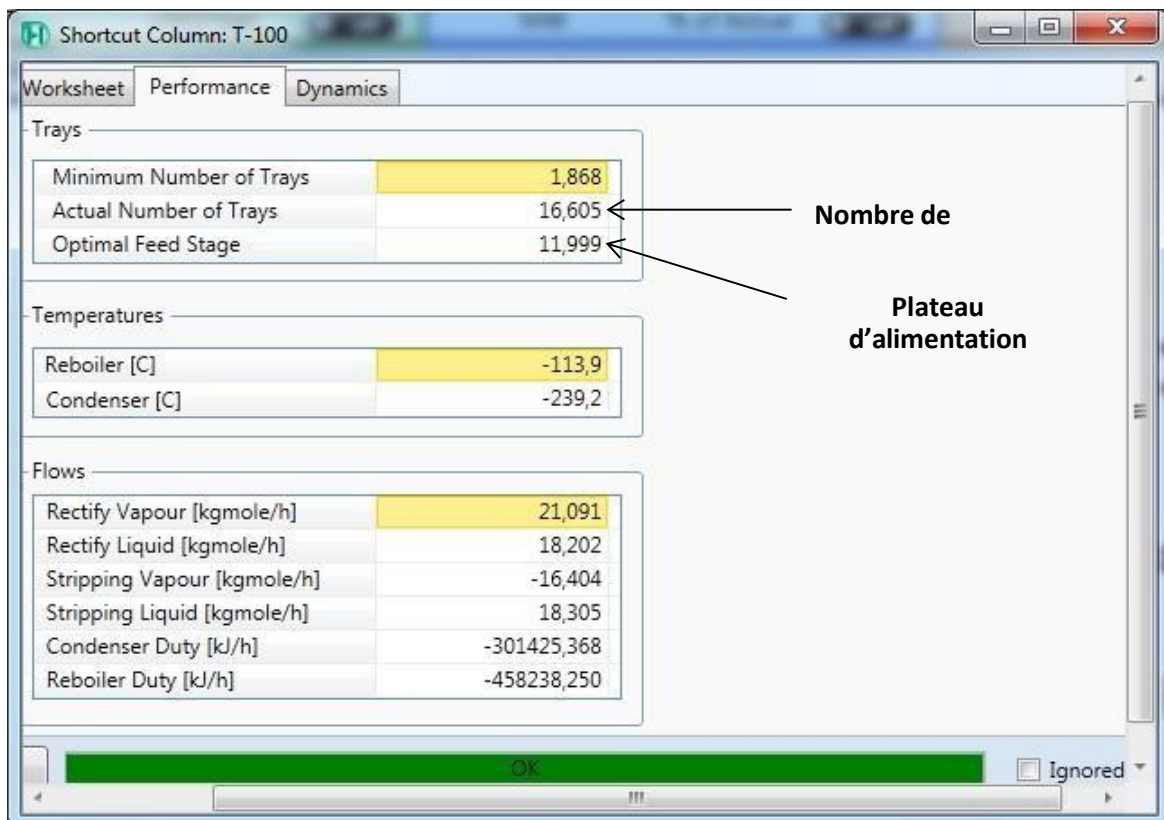 Shortcut Column: T-100
Worksheet Performance Dynamics
Trays
Minimum Number of Trays 1,868
Actual Number of Trays 16,605
Nombre de
Optimal Feed Stage 11,999
Plateau
d’alimentation
Temperatures
Reboiler [C] -113,9
Condenser [C] -239,2
Flows
Rectify Vapour [kgmole/h] 21,091
Rectify Liquid [kgmole/h] 18,202
Stripping Vapour [kgmole/h] -16,404
Stripping Liquid [kgmole/h] 18,305
Condenser Duty [kJ/h] -301425,368
Reboiler Duty [kJ/h] -458238,250
OK
Ignored